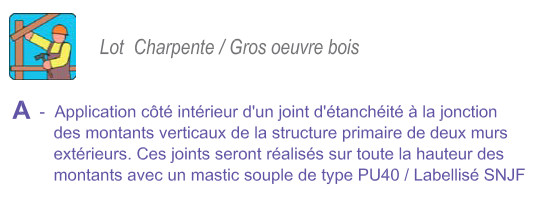 Lot Charpente / Gros oeuvre bois
A - Application côté intérieur d'un joint d'étanchéité à la jonction
des montants verticaux de la structure primaire de deux murs
extérieurs. Ces joints seront réalisés sur toute la hauteur des
montants avec un mastic souple de type PU40 / Labellisé SNJF